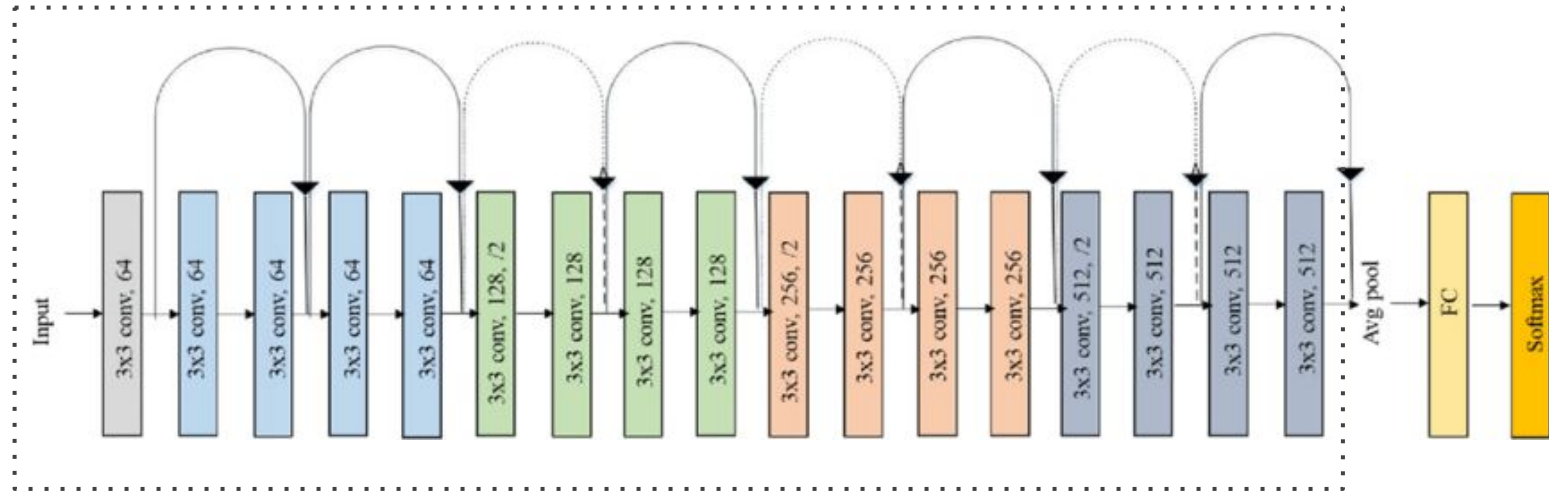 Input
3x3 conv, 64
3x3 conv, 64
3x3 conv, 64
3x3 conv, 64
3x3 conv, 64
3x3 conv, 128, /2
3x3 conv, 128
3x3 conv, 128
3x3 conv, 128
3x3 conv, 256, /2
3x3 conv, 256
3x3 conv, 256
3x3 conv, 256
3x3 conv, 512, /2
3x3 conv, 512
3x3 conv, 512
3x3 conv, 512
Avg pool
FC
Softmax